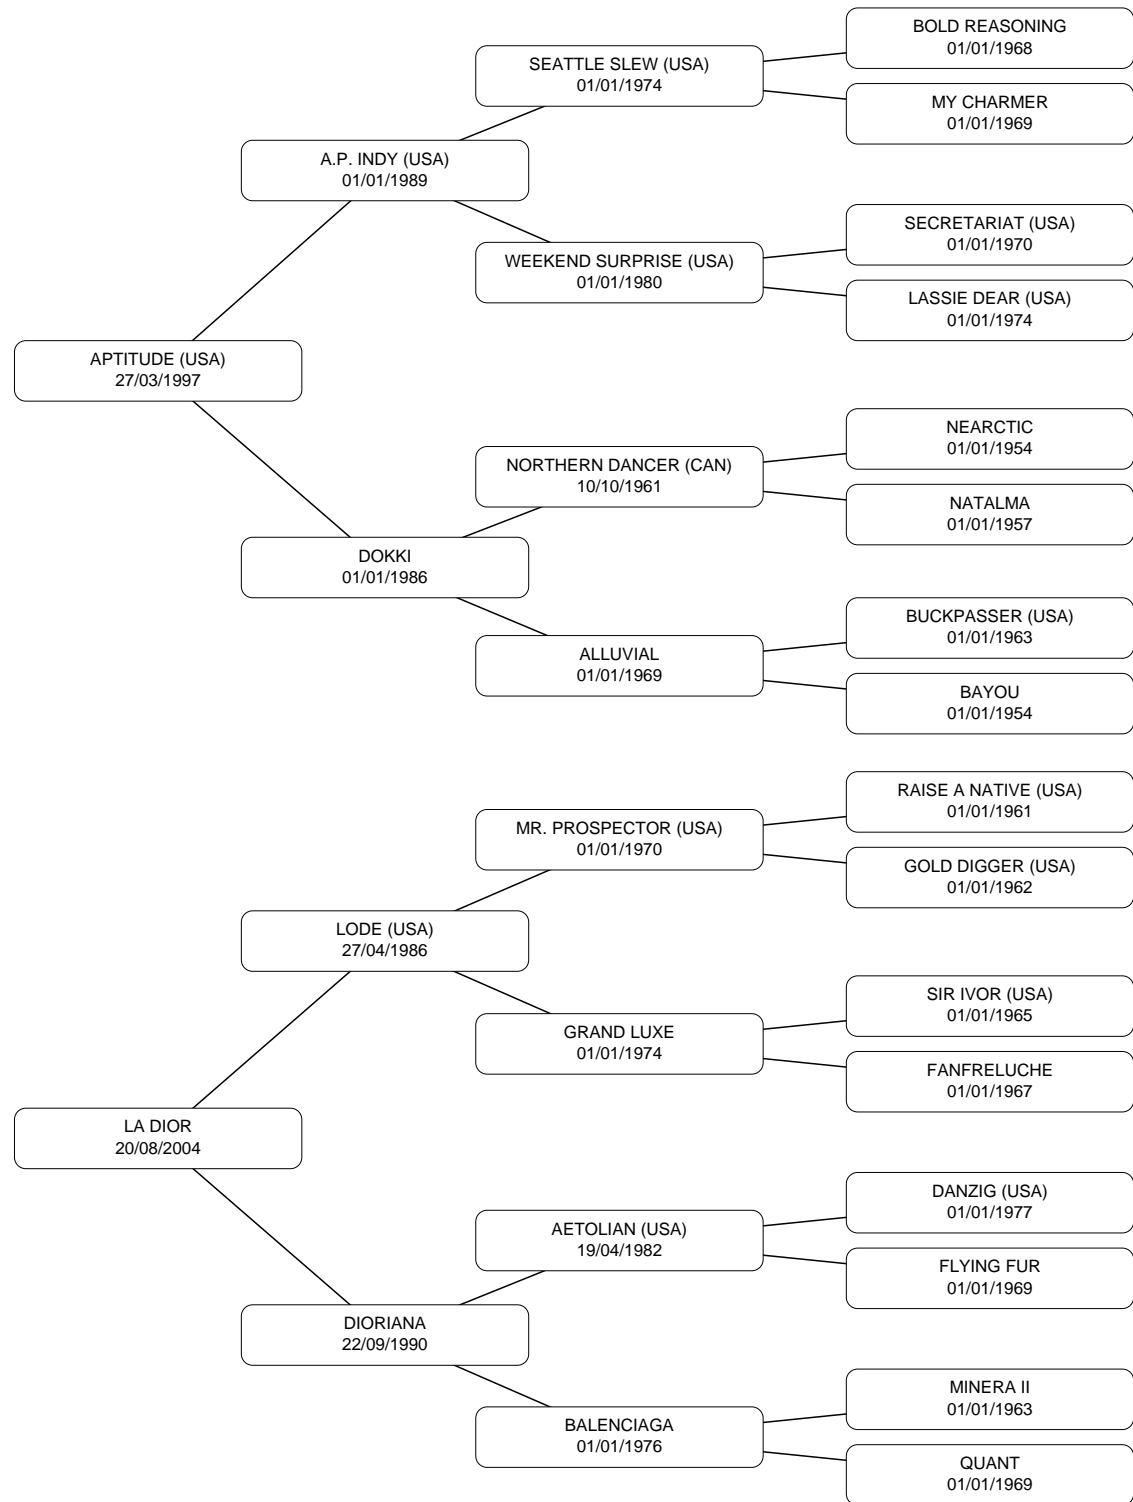 BOLD REASONING
01/01/1968
SEATTLE SLEW (USA)
01/01/1974
MY CHARMER
01/01/1969
A.P. INDY (USA)
01/01/1989
SECRETARIAT (USA)
01/01/1970
WEEKEND SURPRISE (USA)
01/01/1980
LASSIE DEAR (USA)
01/01/1974
APTITUDE (USA)
27/03/1997
NEARCTIC
01/01/1954
NORTHERN DANCER (CAN)
10/10/1961
NATALMA
01/01/1957
DOKKI
01/01/1986
BUCKPASSER (USA)
01/01/1963
ALLUVIAL
01/01/1969
BAYOU
01/01/1954
RAISE A NATIVE (USA)
01/01/1961
MR. PROSPECTOR (USA)
01/01/1970
GOLD DIGGER (USA)
01/01/1962
LODE (USA)
27/04/1986
SIR IVOR (USA)
01/01/1965
GRAND LUXE
01/01/1974
FANFRELUCHE
01/01/1967
LA DIOR
20/08/2004
DANZIG (USA)
01/01/1977
AETOLIAN (USA)
19/04/1982
FLYING FUR
01/01/1969
DIORIANA
22/09/1990
MINERA II
01/01/1963
BALENCIAGA
01/01/1976
QUANT
01/01/1969